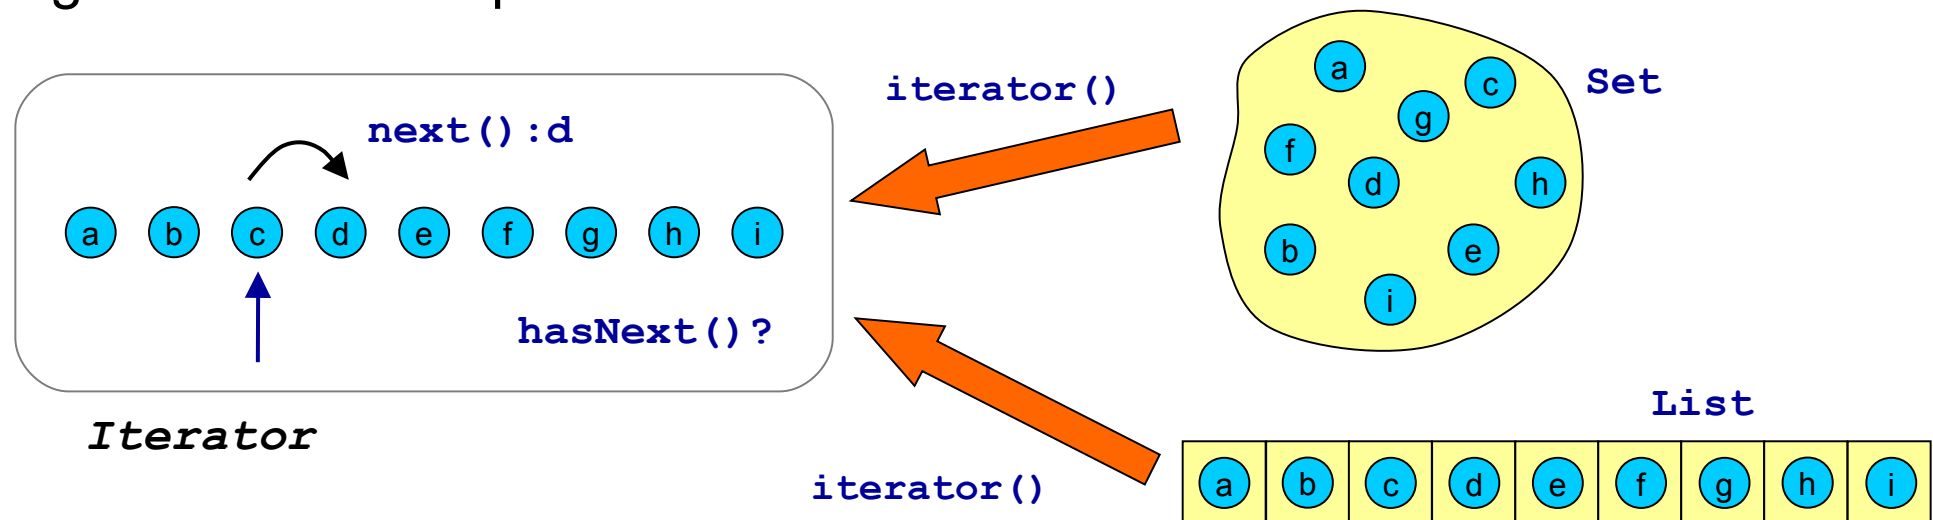 next():d
a b c d e f g h i
hasNext()?
Iterator
iterator()
a
c
g
f
d
h
b
e
i
Set
iterator()
List
a b c d e f g h i